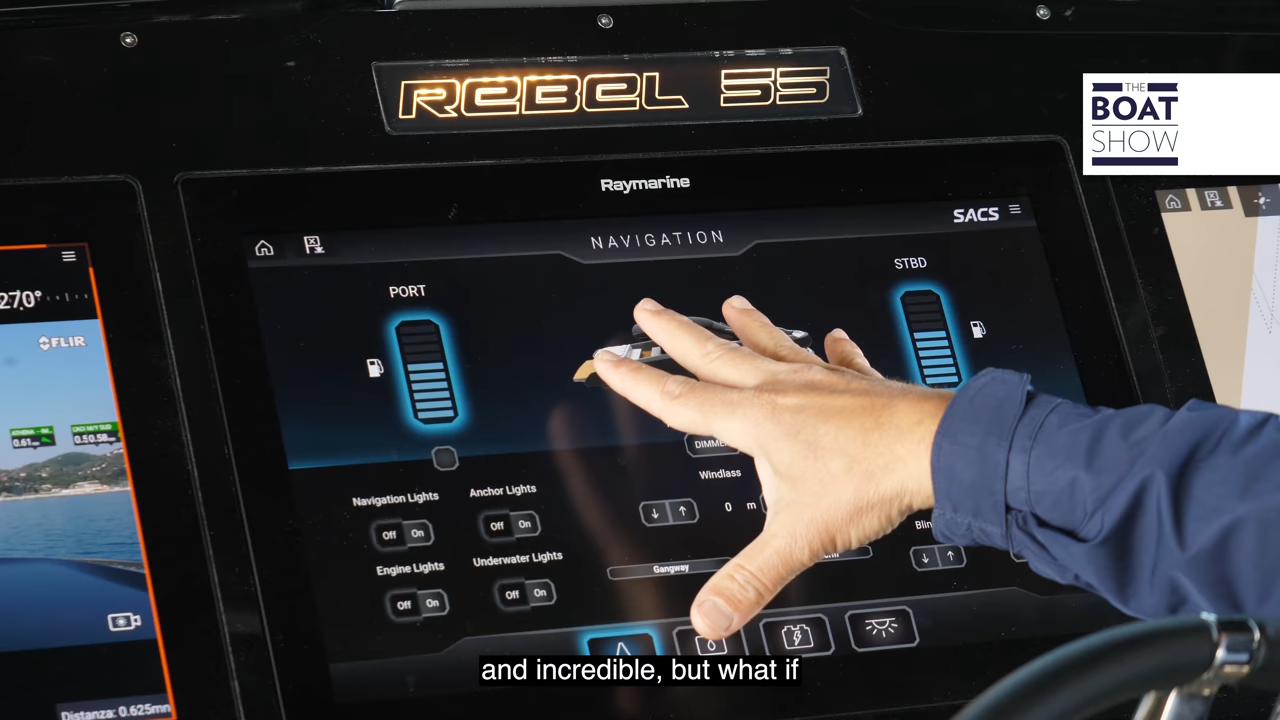 REBEL 55
THE
BOAT
SHOW
Raymarine
SACS
NAVIGATION
270°
FLIR
PORT
STBD
DIMMER
Windlass
0 m
Navigation Lights
Anchor Lights
Off On
Off On
Engine Lights
Underwater Lights
Off On
Off On
Gangway
Distanza: 0.625mn
and incredible, but what if